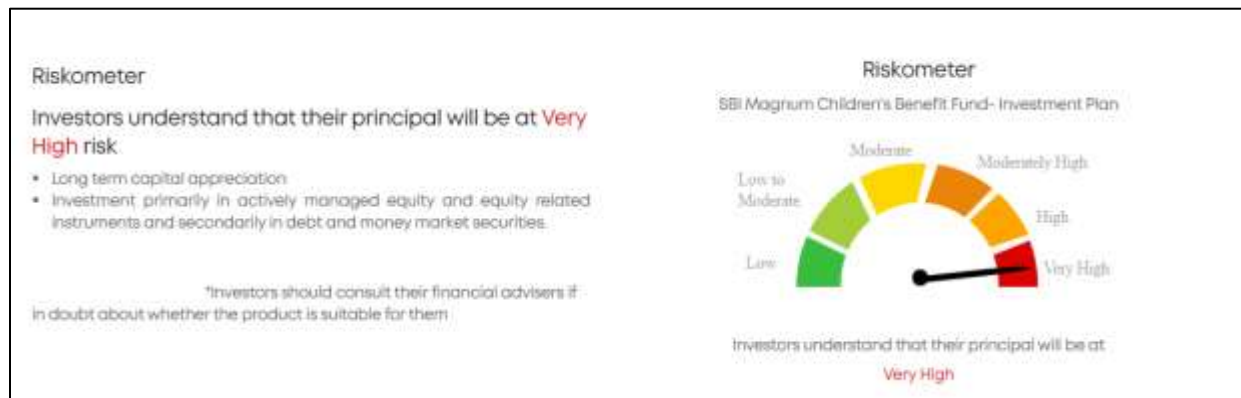 Riskometer
Investors understand that their principal will be at Very
High risk
• Long term capital appreciation
• Investment primarily in actively managed equity and equity related
instruments and secondarily in debt and money market securities.
*Investors should consult their financial advisers if
in doubt about whether the product is suitable for them
Riskometer
SBI Magnum Children's Benefit Fund- Investment Plan
Moderate
Moderately High
Low to
Moderate
High
Low
Very High
Investors understand that their principal will be at
Very High